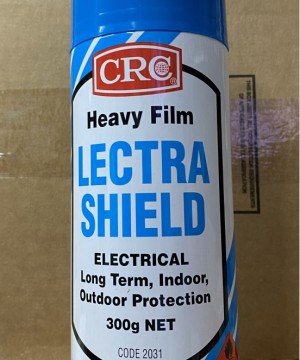 CRC®
Heavy Film
LECTRA
SHIELD
ELECTRICAL
Long Term, Indoor,
Outdoor Protection
300g NET
CODE 2031